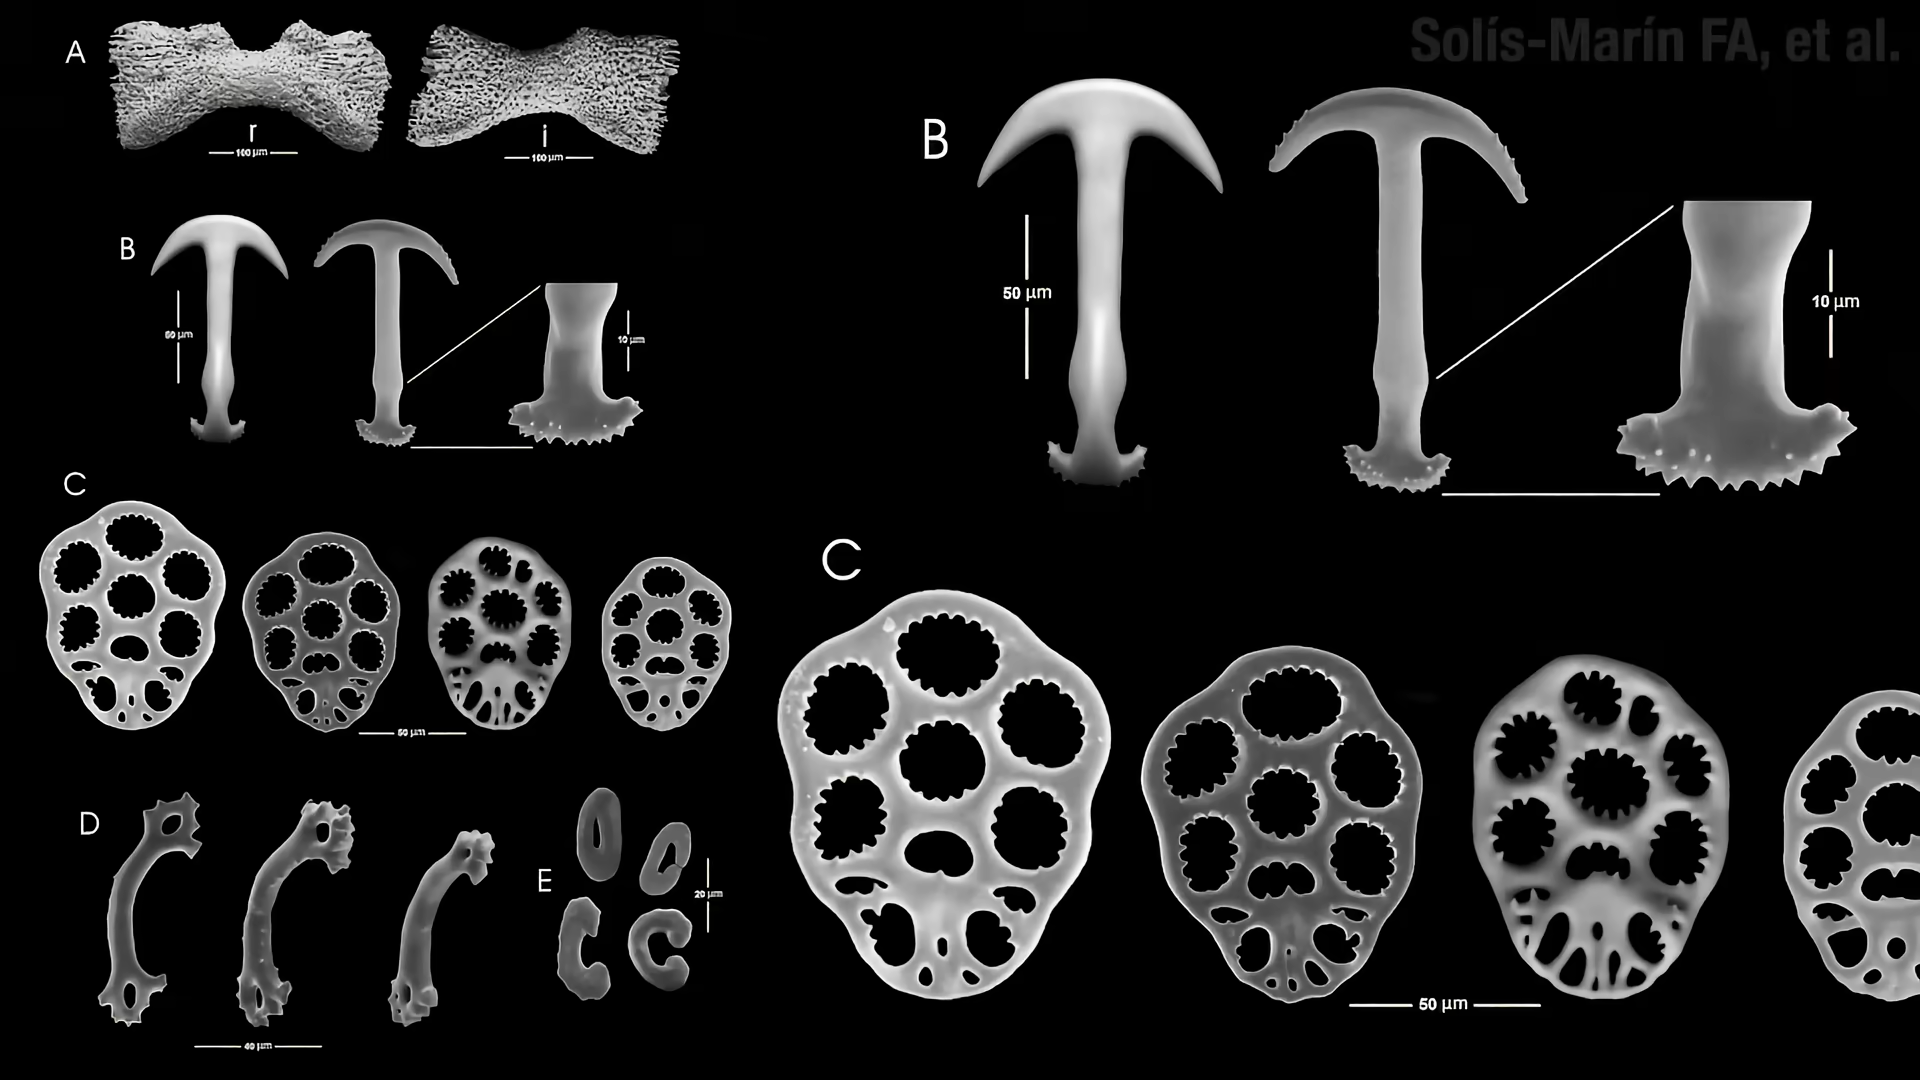 Solís-Marín FA, et al.
A
r
100 µm
i
100 µm
B
50 µm
10 µm
C
50 µm
D
40 µm
E
20 µm
B
50 µm
10 µm
C
50 µm